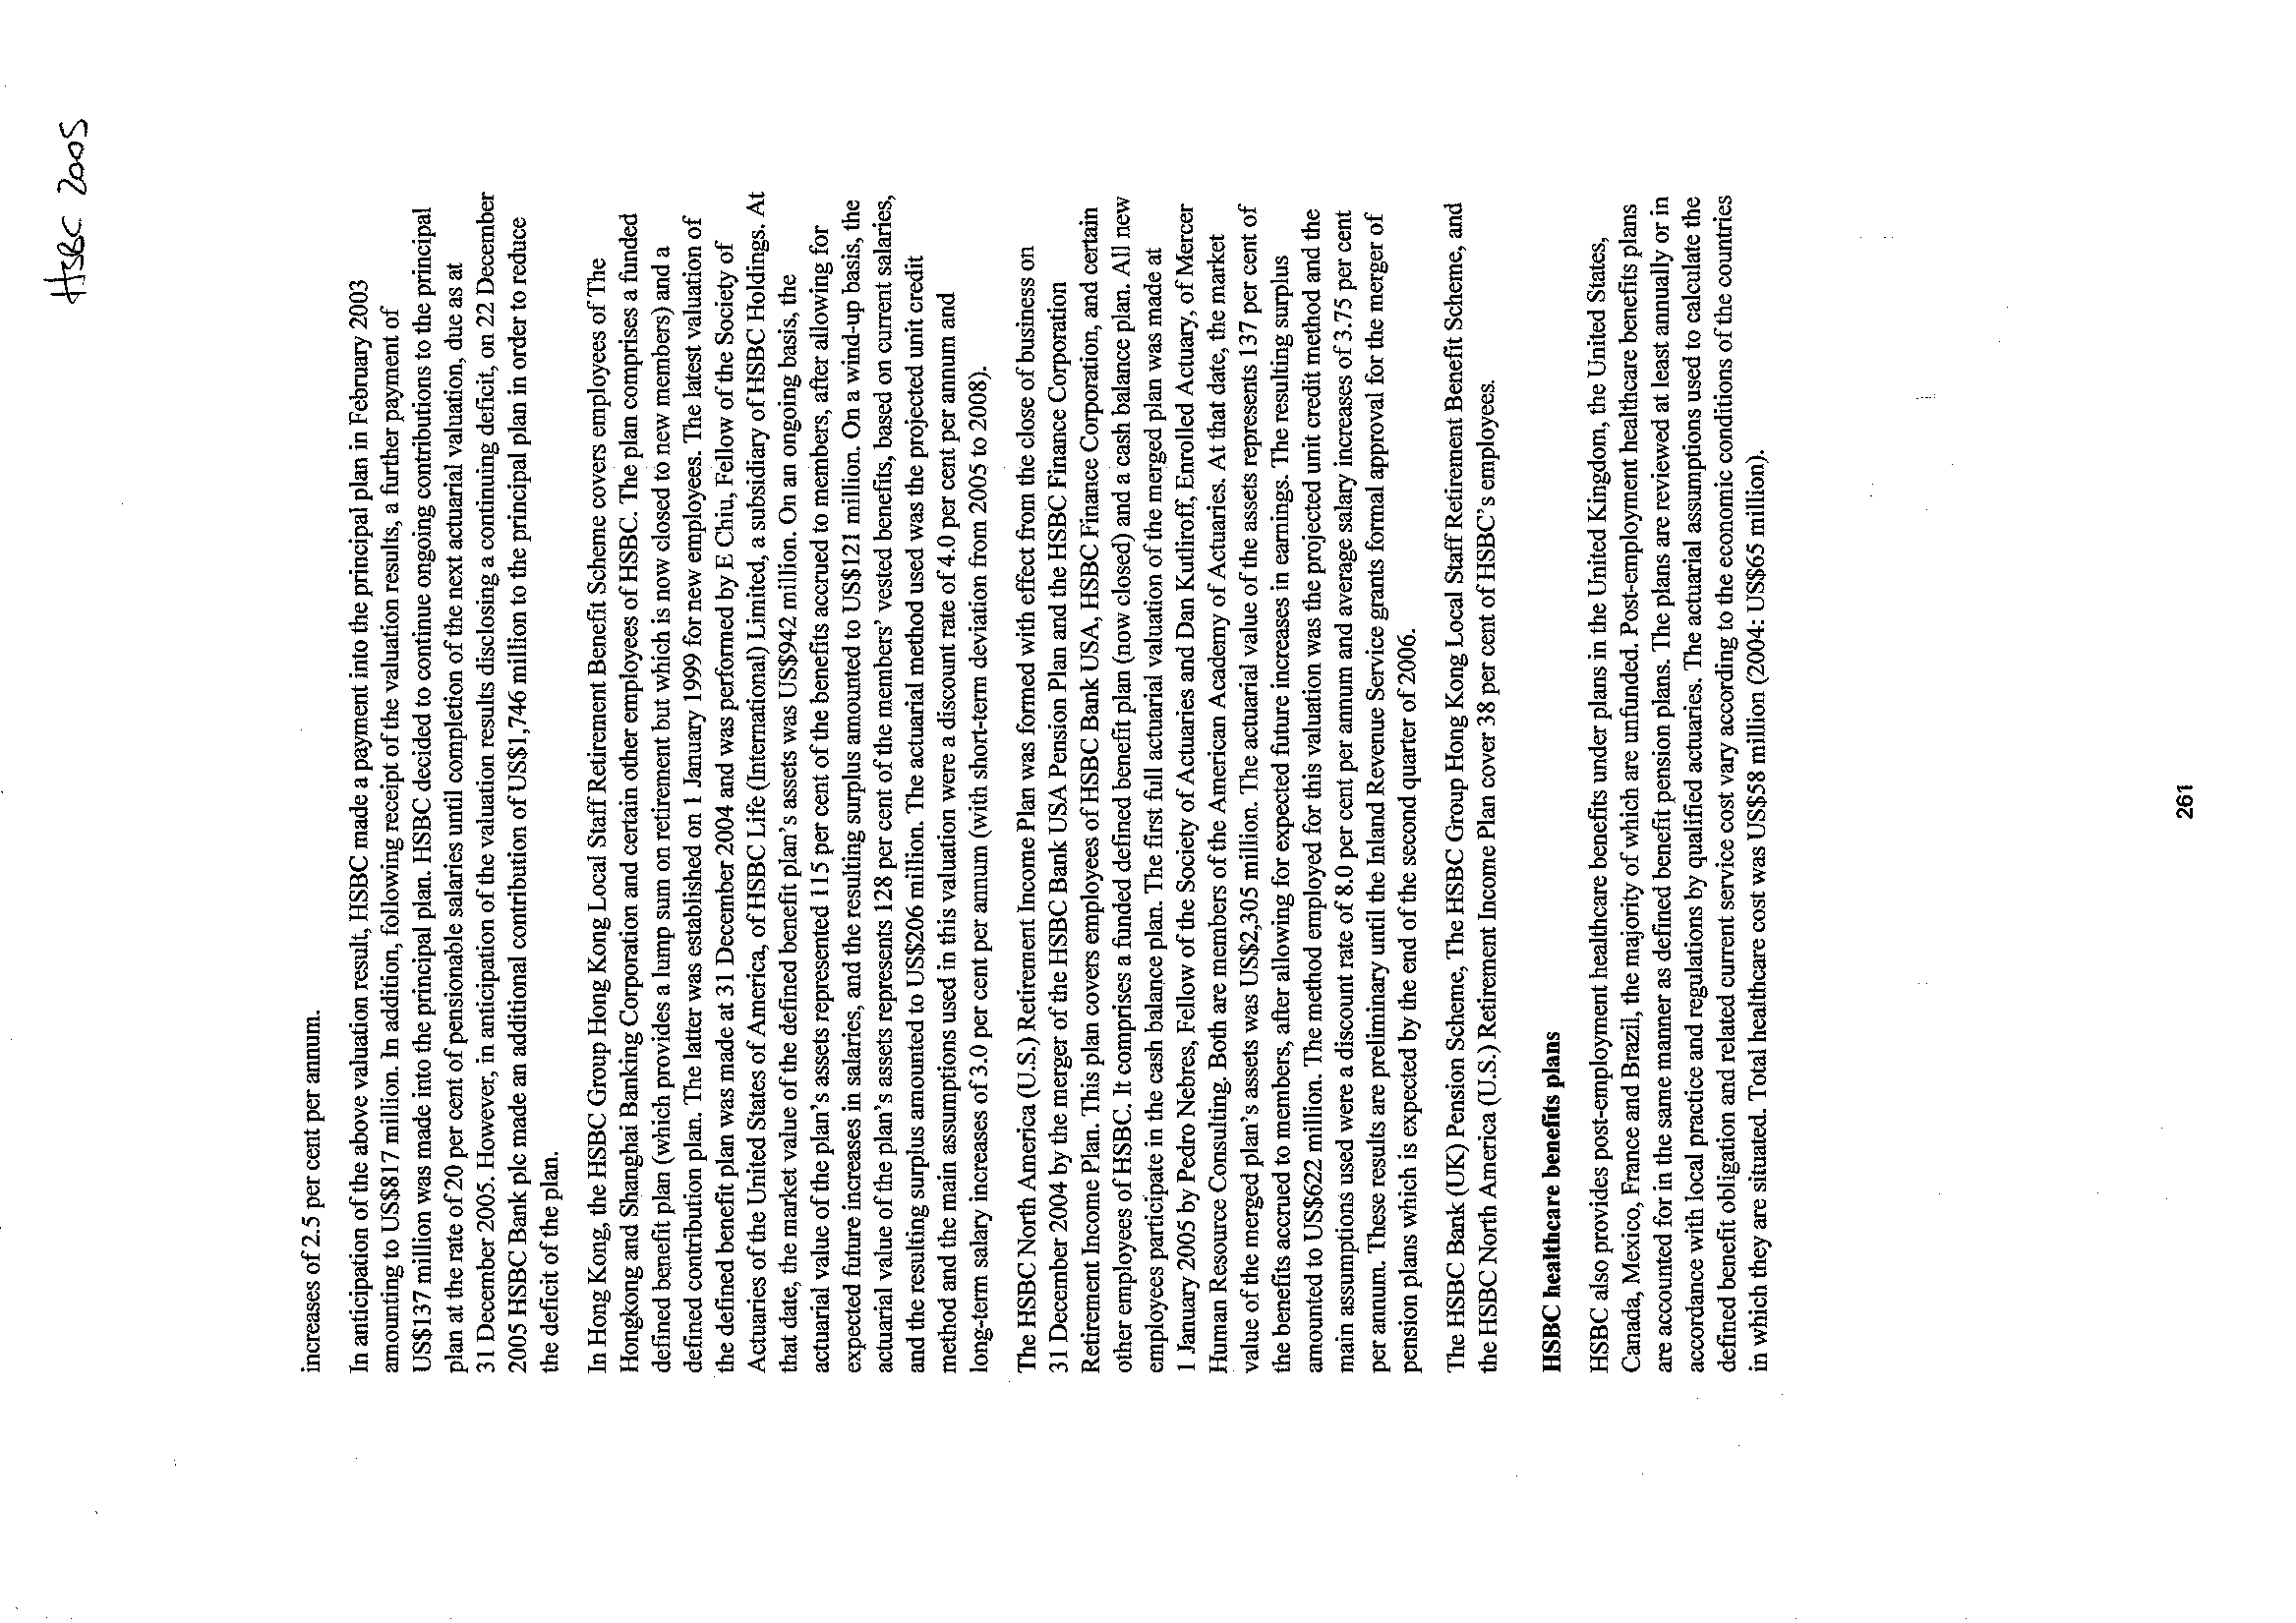 HSBC 2005
increases of 2.5 per cent per annum.
In anticipation of the above valuation result, HSBC made a payment into the principal plan in February 2003
amounting to US$817 million. In addition, following receipt of the valuation results, a further payment of
US$137 million was made into the principal plan. HSBC decided to continue ongoing contributions to the principal
plan at the rate of 20 per cent of pensionable salaries until completion of the next actuarial valuation, due as at
31 December 2005. However, in anticipation of the valuation results disclosing a continuing deficit, on 22 December
2005 HSBC Bank plc made an additional contribution of US$1,746 million to the principal plan in order to reduce
the deficit of the plan.
In Hong Kong, the HSBC Group Hong Kong Local Staff Retirement Benefit Scheme covers employees of The
Hongkong and Shanghai Banking Corporation and certain other employees of HSBC. The plan comprises a funded
defined benefit plan (which provides a lump sum on retirement but which is now closed to new members) and a
defined contribution plan. The latter was established on 1 January 1999 for new employees. The latest valuation of
the defined benefit plan was made at 31 December 2004 and was performed by E Chiu, Fellow of the Society of
Actuaries of the United States of America, of HSBC Life (International) Limited, a subsidiary of HSBC Holdings. At
that date, the market value of the defined benefit plan's assets was US$942 million. On an ongoing basis, the
actuarial value of the plan's assets represented 115 per cent of the benefits accrued to members, after allowing for
expected future increases in salaries, and the resulting surplus amounted to US$121 million. On a wind-up basis, the
actuarial value of the plan's assets represents 128 per cent of the members' vested benefits, based on current salaries,
and the resulting surplus amounted to US$206 million. The actuarial method used was the projected unit credit
method and the main assumptions used in this valuation were a discount rate of 4.0 per cent per annum and
long-term salary increases of 3.0 per cent per annum (with short-term deviation from 2005 to 2008).
The HSBC North America (U.S.) Retirement Income Plan was formed with effect from the close of business on
31 December 2004 by the merger of the HSBC Bank USA Pension Plan and the HSBC Finance Corporation
Retirement Income Plan. This plan covers employees of HSBC Bank USA, HSBC Finance Corporation, and certain
other employees of HSBC. It comprises a funded defined benefit plan (now closed) and a cash balance plan. All new
employees participate in the cash balance plan. The first full actuarial valuation of the merged plan was made at
1 January 2005 by Pedro Nebres, Fellow of the Society of Actuaries and Dan Kutliroff, Enrolled Actuary, of Mercer
Human Resource Consulting. Both are members of the American Academy of Actuaries. At that date, the market
value of the merged plan's assets was US$2,305 million. The actuarial value of the assets represents 137 per cent of
the benefits accrued to members, after allowing for expected future increases in earnings. The resulting surplus
amounted to US$622 million. The method employed for this valuation was the projected unit credit method and the
main assumptions used were a discount rate of 8.0 per cent per annum and average salary increases of 3.75 per cent
per annum. These results are preliminary until the Inland Revenue Service grants formal approval for the merger of
pension plans which is expected by the end of the second quarter of 2006.
The HSBC Bank (UK) Pension Scheme, The HSBC Group Hong Kong Local Staff Retirement Benefit Scheme, and
the HSBC North America (U.S.) Retirement Income Plan cover 38 per cent of HSBC's employees.
HSBC healthcare benefits plans
HSBC also provides post-employment healthcare benefits under plans in the United Kingdom, the United States,
Canada, Mexico, France and Brazil, the majority of which are unfunded. Post-employment healthcare benefits plans
are accounted for in the same manner as defined benefit pension plans. The plans are reviewed at least annually or in
accordance with local practice and regulations by qualified actuaries. The actuarial assumptions used to calculate the
defined benefit obligation and related current service cost vary according to the economic conditions of the countries
in which they are situated. Total healthcare cost was US$58 million (2004: US$65 million).
261